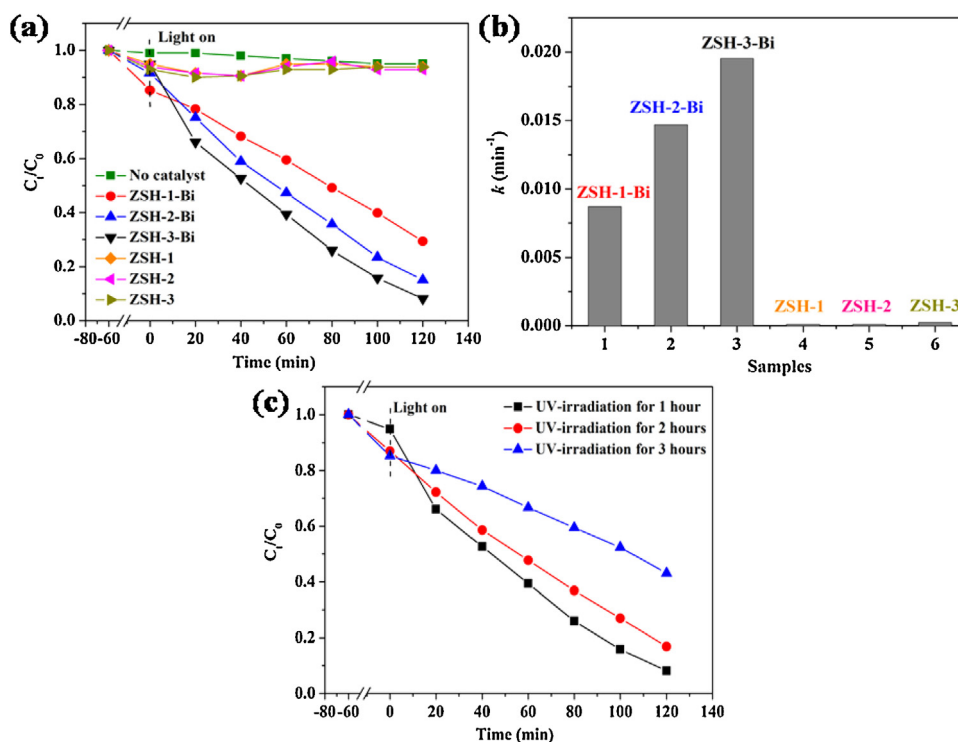 (a)
Light on
1.0
0.8
0.6
0.4
0.2
0.0
Cᵢ/C₀
No catalyst
ZSH-1-Bi
ZSH-2-Bi
ZSH-3-Bi
ZSH-1
ZSH-2
ZSH-3
-80 -60 0 20 40 60 80 100 120 140
Time (min)
(b)
0.020
0.015
0.010
0.005
0.000
k (min⁻¹)
ZSH-3-Bi
ZSH-2-Bi
ZSH-1-Bi
ZSH-1 ZSH-2 ZSH-3
1 2 3 4 5 6
Samples
(c)
Light on
UV-irradiation for 1 hour
UV-irradiation for 2 hours
UV-irradiation for 3 hours
1.0
0.8
0.6
0.4
0.2
0.0
Cᵢ/C₀
-80 -60 0 20 40 60 80 100 120 140
Time (min)